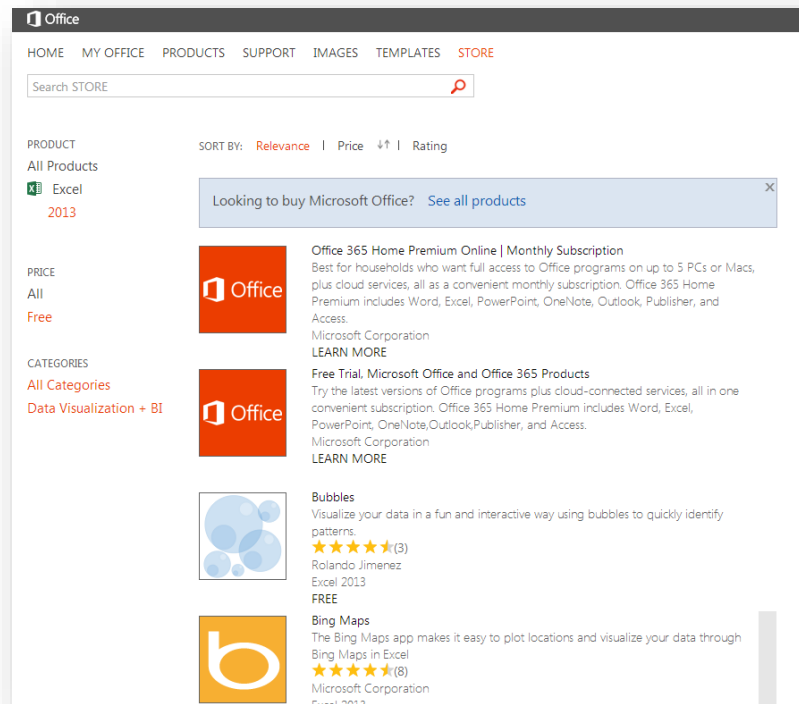 Office
HOME MY OFFICE PRODUCTS SUPPORT IMAGES TEMPLATES STORE
Search STORE
PRODUCT
All Products
Excel
2013
PRICE
All
Free
CATEGORIES
All Categories
Data Visualization + BI
SORT BY: Relevance | Price ↓↑ | Rating
Looking to buy Microsoft Office? See all products
Office
Office 365 Home Premium Online | Monthly Subscription
Best for households who want full access to Office programs on up to 5 PCs or Macs,
plus cloud services, all as a convenient monthly subscription. Office 365 Home
Premium includes Word, Excel, PowerPoint, OneNote, Outlook, Publisher, and
Access.
Microsoft Corporation
LEARN MORE
Office
Free Trial, Microsoft Office and Office 365 Products
Try the latest versions of Office programs plus cloud-connected services, all in one
convenient subscription. Office 365 Home Premium includes Word, Excel,
PowerPoint, OneNote,Outlook,Publisher, and Access.
Microsoft Corporation
LEARN MORE
Bubbles
Visualize your data in a fun and interactive way using bubbles to quickly identify
patterns.
(3)
Rolando Jimenez
Excel 2013
FREE
Bing Maps
The Bing Maps app makes it easy to plot locations and visualize your data through
Bing Maps in Excel
(8)
Microsoft Corporation
Excel 2013